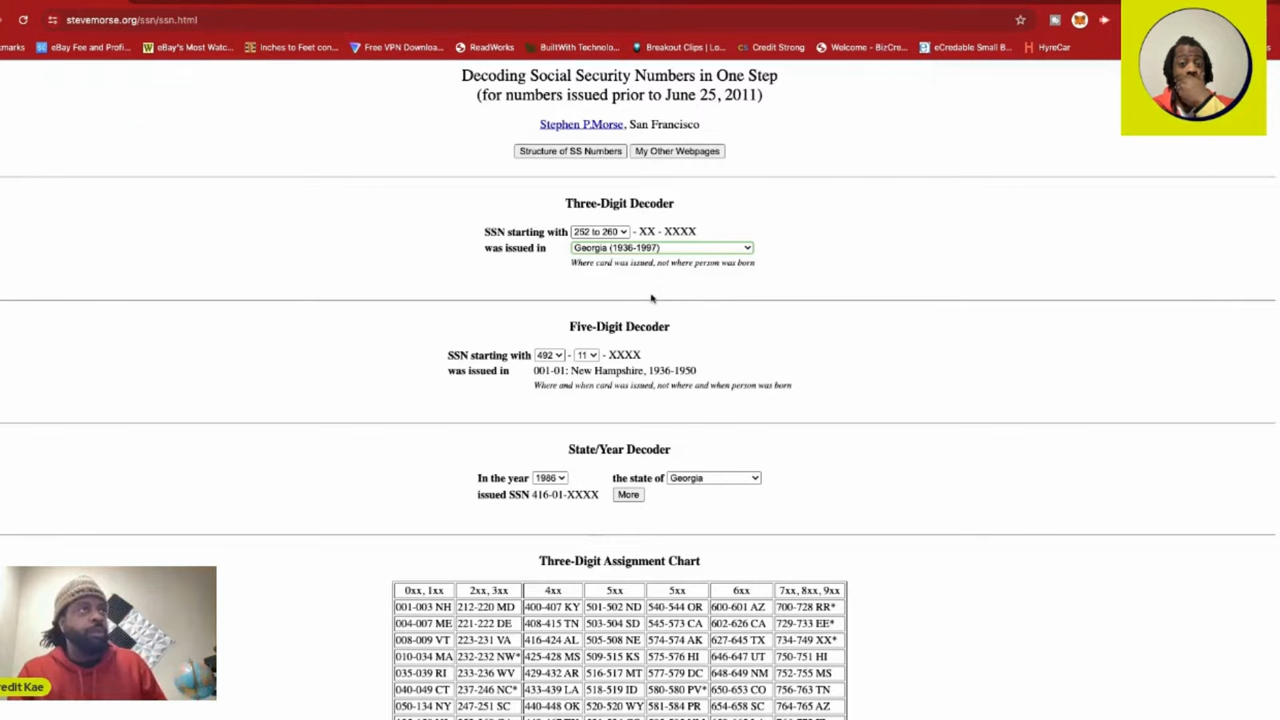 stevemorse.org/ssn/ssn.html
marks eBay Fee and Profi... eBay's Most Watc... Inches to Feet con... Free VPN Downloa... ReadWorks BuiltWith Technolo... Breakout Clips | Lo... CS Credit Strong Welcome - BizCre... eCredable Small B... HyreCar
Decoding Social Security Numbers in One Step
(for numbers issued prior to June 25, 2011)
Stephen P.Morse, San Francisco
Structure of SS Numbers My Other Webpages
Three-Digit Decoder
SSN starting with 252 to 260 - XX - XXXX
was issued in Georgia (1936-1997)
Where card was issued, not where person was born
Five-Digit Decoder
SSN starting with 492 - 11 - XXXX
was issued in 001-01: New Hampshire, 1936-1950
Where and when card was issued, not where and when person was born
State/Year Decoder
In the year 1986 the state of Georgia
issued SSN 416-01-XXXX More
Three-Digit Assignment Chart
0xx, 1xx 2xx, 3xx 4xx 5xx 5xx 6xx 7xx, 8xx, 9xx
001-003 NH 212-220 MD 400-407 KY 501-502 ND 540-544 OR 600-601 AZ 700-728 RR*
004-007 ME 221-222 DE 408-415 TN 503-504 SD 545-573 CA 602-626 CA 729-733 EE*
008-009 VT 223-231 VA 416-424 AL 505-508 NE 574-574 AK 627-645 TX 734-749 XX*
010-034 MA 232-232 NW* 425-428 MS 509-515 KS 575-576 HI 646-647 UT 750-751 HI
035-039 RI 233-236 WV 429-432 AR 516-517 MT 577-579 DC 648-649 NM 752-755 MS
040-049 CT 237-246 NC* 433-439 LA 518-519 ID 580-580 PV* 650-653 CO 756-763 TN
050-134 NY 247-251 SC 440-448 OK 520-520 WY 581-584 PR 654-658 SC 764-765 AZ
redit Kae